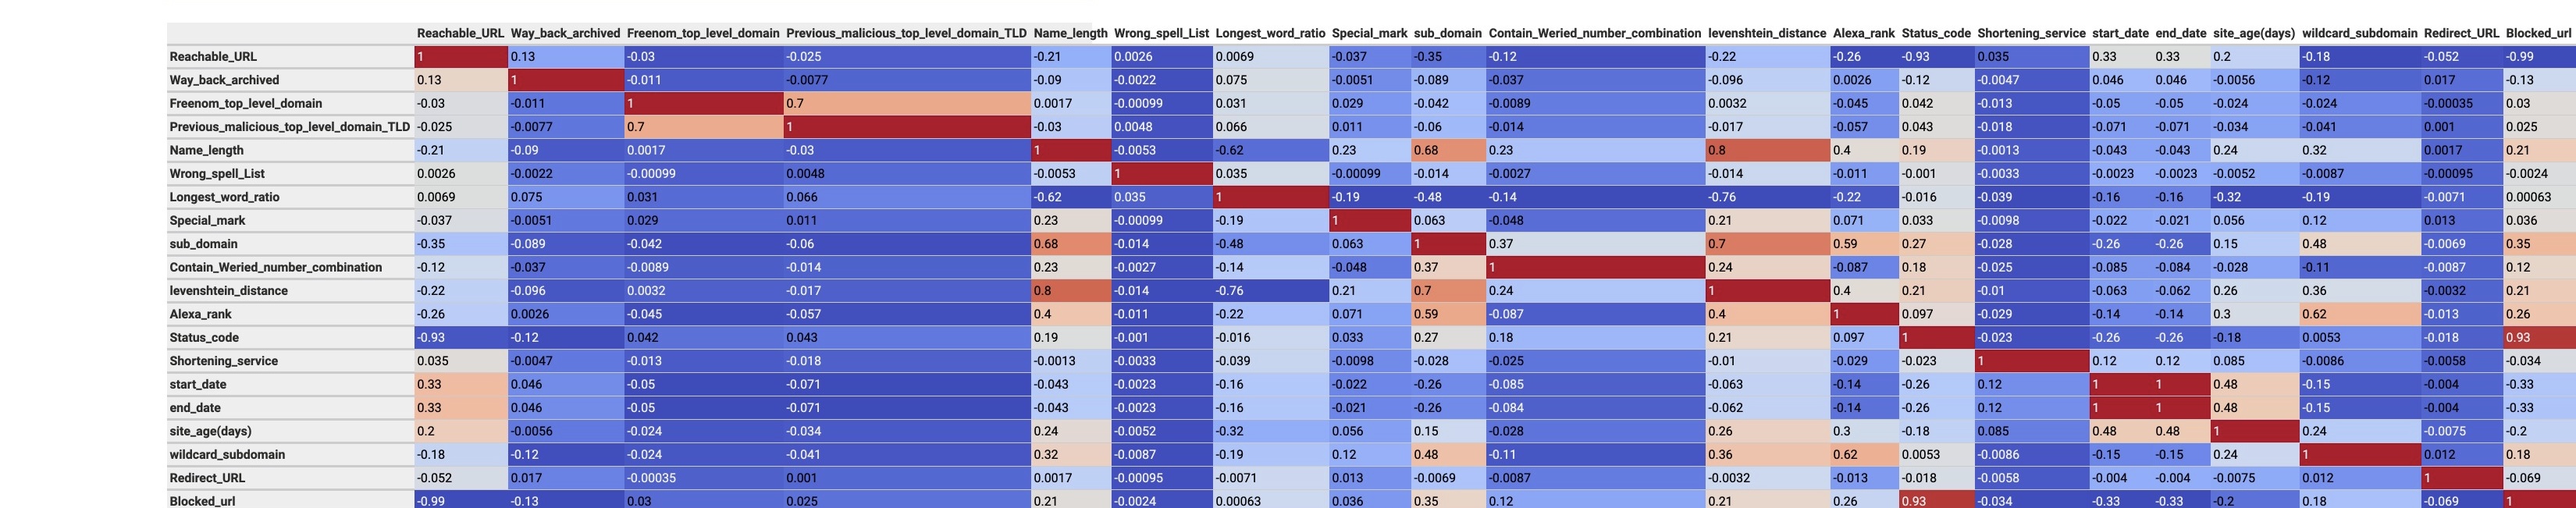 Reachable_URL Way_back_archived Freenom_top_level_domain Previous_malicious_top_level_domain_TLD Name_length Wrong_spell_List Longest_word_ratio Special_mark sub_domain Contain_Weried_number_combination levenshtein_distance Alexa_rank Status_code Shortening_service start_date end_date site_age(days) wildcard_subdomain Redirect_URL Blocked_url
Reachable_URL 1 0.13 -0.03 -0.025 -0.21 0.0026 0.0069 -0.037 -0.35 -0.12 -0.22 -0.26 -0.93 0.035 0.33 0.33 0.2 -0.18 -0.052 -0.99
Way_back_archived 0.13 1 -0.011 -0.0077 -0.09 -0.0022 0.075 -0.0051 -0.089 -0.037 -0.096 0.0026 -0.12 -0.0047 0.046 0.046 -0.0056 -0.12 0.017 -0.13
Freenom_top_level_domain -0.03 -0.011 1 0.7 0.0017 -0.00099 0.031 0.029 -0.042 -0.0089 0.0032 -0.045 0.042 -0.013 -0.05 -0.05 -0.024 -0.024 -0.00035 0.03
Previous_malicious_top_level_domain_TLD -0.025 -0.0077 0.7 1 -0.03 0.0048 0.066 0.011 -0.06 -0.014 -0.017 -0.057 0.043 -0.018 -0.071 -0.071 -0.034 -0.041 0.001 0.025
Name_length -0.21 -0.09 0.0017 -0.03 1 -0.0053 -0.62 0.23 0.68 0.23 0.8 0.4 0.19 -0.0013 -0.043 -0.043 0.24 0.32 0.0017 0.21
Wrong_spell_List 0.0026 -0.0022 -0.00099 0.0048 -0.0053 1 0.035 -0.00099 -0.014 -0.0027 -0.014 -0.011 -0.001 -0.0033 -0.0023 -0.0023 -0.0052 -0.0087 -0.00095 -0.0024
Longest_word_ratio 0.0069 0.075 0.031 0.066 -0.62 0.035 1 -0.19 -0.48 -0.14 -0.76 -0.22 -0.016 -0.039 -0.16 -0.16 -0.32 -0.19 -0.0071 0.00063
Special_mark -0.037 -0.0051 0.029 0.011 0.23 -0.00099 -0.19 1 0.063 -0.048 0.21 0.071 0.033 -0.0098 -0.022 -0.021 0.056 0.12 0.013 0.036
sub_domain -0.35 -0.089 -0.042 -0.06 0.68 -0.014 -0.48 0.063 1 0.37 0.7 0.59 0.27 -0.028 -0.26 -0.26 0.15 0.48 -0.0069 0.35
Contain_Weried_number_combination -0.12 -0.037 -0.0089 -0.014 0.23 -0.0027 -0.14 -0.048 0.37 1 0.24 -0.087 0.18 -0.025 -0.085 -0.084 -0.028 -0.11 -0.0087 0.12
levenshtein_distance -0.22 -0.096 0.0032 -0.017 0.8 -0.014 -0.76 0.21 0.7 0.24 1 0.4 0.21 -0.01 -0.063 -0.062 0.26 0.36 -0.0032 0.21
Alexa_rank -0.26 0.0026 -0.045 -0.057 0.4 -0.011 -0.22 0.071 0.59 -0.087 0.4 1 0.097 -0.029 -0.14 -0.14 0.3 0.62 -0.013 0.26
Status_code -0.93 -0.12 0.042 0.043 0.19 -0.001 -0.016 0.033 0.27 0.18 0.21 0.097 1 -0.023 -0.26 -0.26 -0.18 0.0053 -0.018 0.93
Shortening_service 0.035 -0.0047 -0.013 -0.018 -0.0013 -0.0033 -0.039 -0.0098 -0.028 -0.025 -0.01 -0.029 -0.023 1 0.12 0.12 0.085 -0.0086 -0.0058 -0.034
start_date 0.33 0.046 -0.05 -0.071 -0.043 -0.0023 -0.16 -0.022 -0.26 -0.085 -0.063 -0.14 -0.26 0.12 1 1 0.48 -0.15 -0.004 -0.33
end_date 0.33 0.046 -0.05 -0.071 -0.043 -0.0023 -0.16 -0.021 -0.26 -0.084 -0.062 -0.14 -0.26 0.12 1 1 0.48 -0.15 -0.004 -0.33
site_age(days) 0.2 -0.0056 -0.024 -0.034 0.24 -0.0052 -0.32 0.056 0.15 -0.028 0.26 0.3 -0.18 0.085 0.48 0.48 1 0.24 -0.0075 -0.2
wildcard_subdomain -0.18 -0.12 -0.024 -0.041 0.32 -0.0087 -0.19 0.12 0.48 -0.11 0.36 0.62 0.0053 -0.0086 -0.15 -0.15 0.24 1 0.012 0.18
Redirect_URL -0.052 0.017 -0.00035 0.001 0.0017 -0.00095 -0.0071 0.013 -0.0069 -0.0087 -0.0032 -0.013 -0.018 -0.0058 -0.004 -0.004 -0.0075 0.012 1 -0.069
Blocked_url -0.99 -0.13 0.03 0.025 0.21 -0.0024 0.00063 0.036 0.35 0.12 0.21 0.26 0.93 -0.034 -0.33 -0.33 -0.2 0.18 -0.069 1